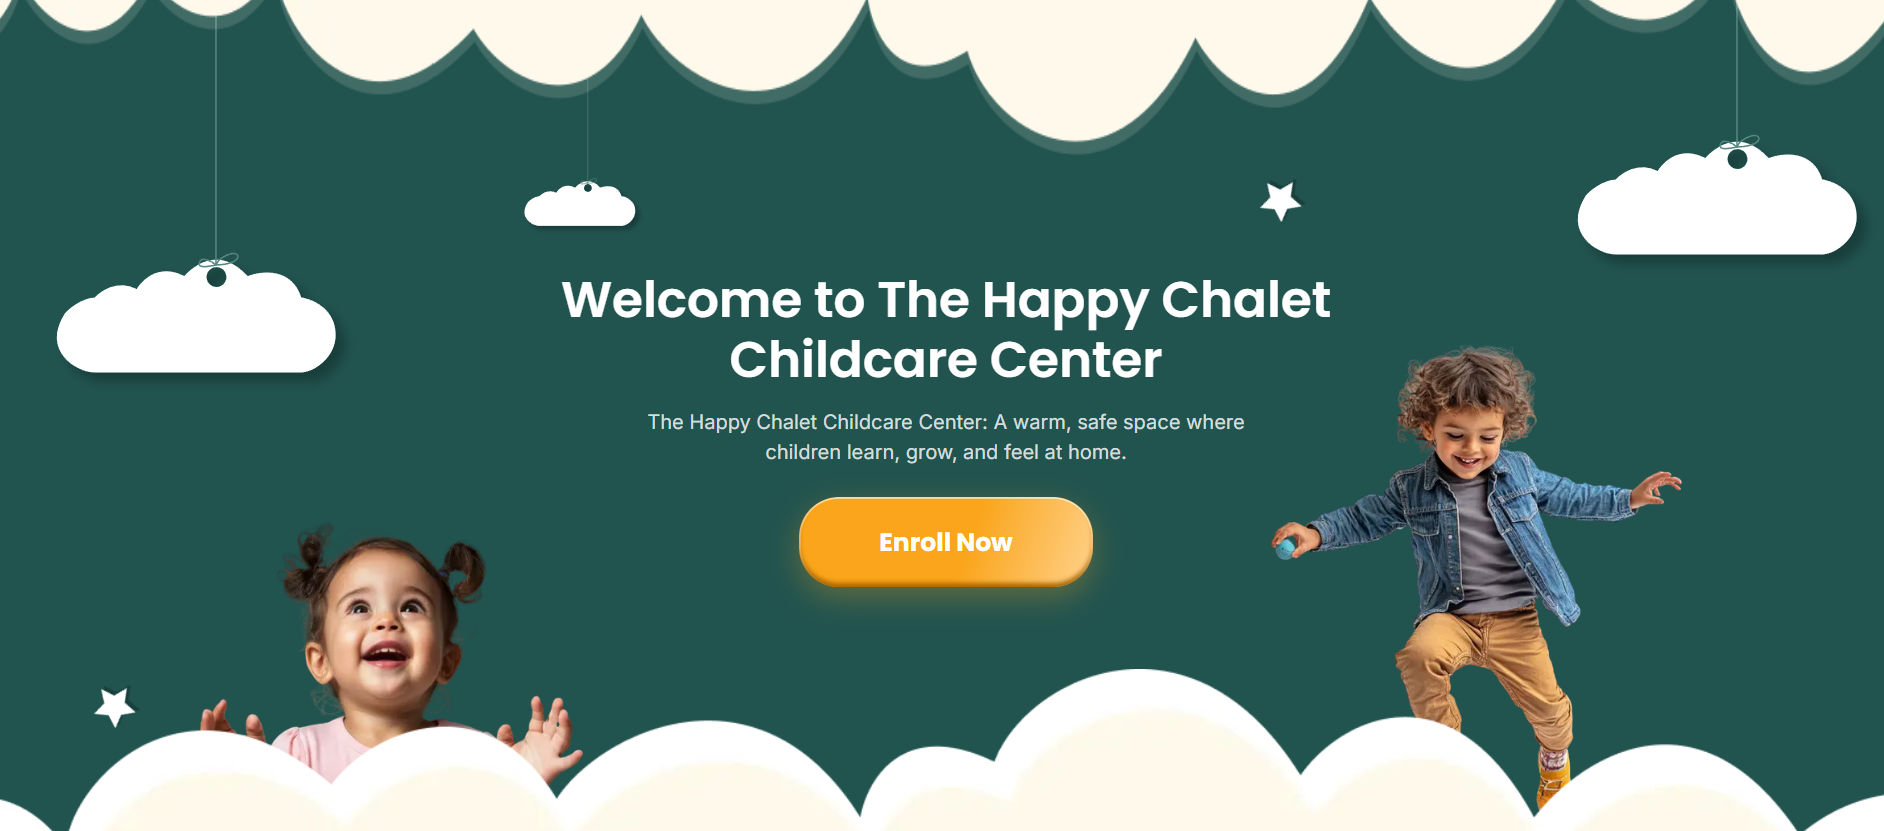 Welcome to The Happy Chalet
Childcare Center
The Happy Chalet Childcare Center: A warm, safe space where
children learn, grow, and feel at home.
Enroll Now